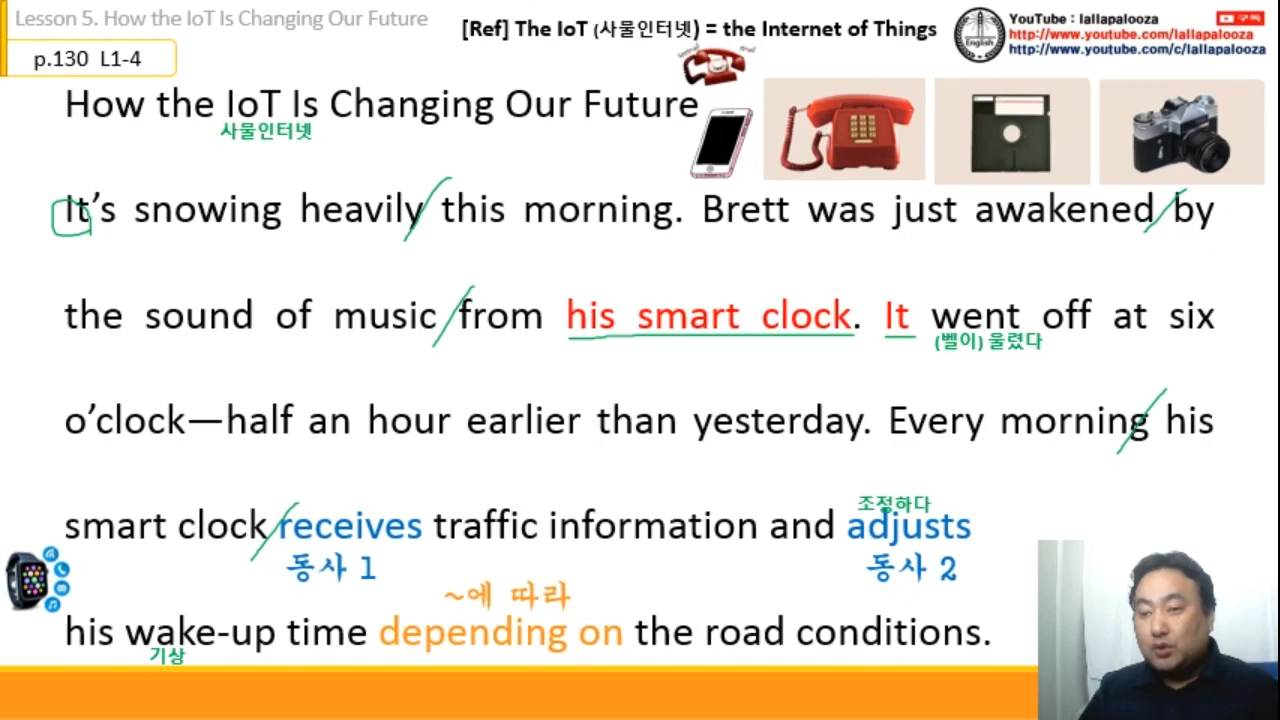 Lesson 5. How the IoT Is Changing Our Future
[Ref] The IoT (사물인터넷) = the Internet of Things
YouTube : lallapalooza
구독
http://www.youtube.com/lallapalooza
http://www.youtube.com/c/lallapalooza
English
p.130 L1-4
How the IoT Is Changing Our Future
사물인터넷
It’s snowing heavily this morning. Brett was just awakened by
the sound of music from his smart clock. It went off at six
(벨이) 울렸다
o’clock—half an hour earlier than yesterday. Every morning his
조정하다
smart clock receives traffic information and adjusts
동사 1 동사 2
~에 따라
his wake-up time depending on the road conditions.
기상